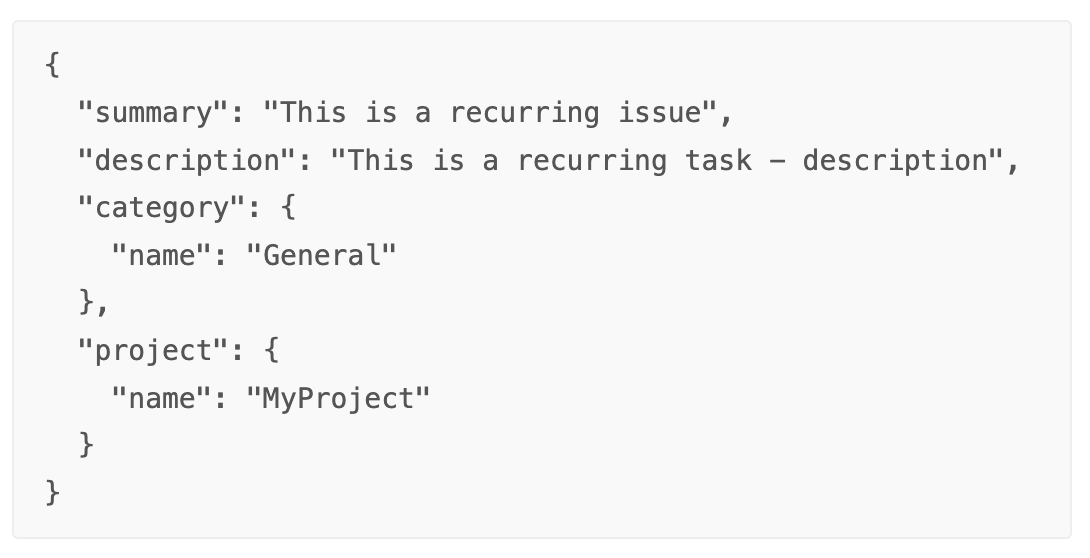 {
  "summary": "This is a recurring issue",
  "description": "This is a recurring task - description",
  "category": {
    "name": "General"
  },
  "project": {
    "name": "MyProject"
  }
}